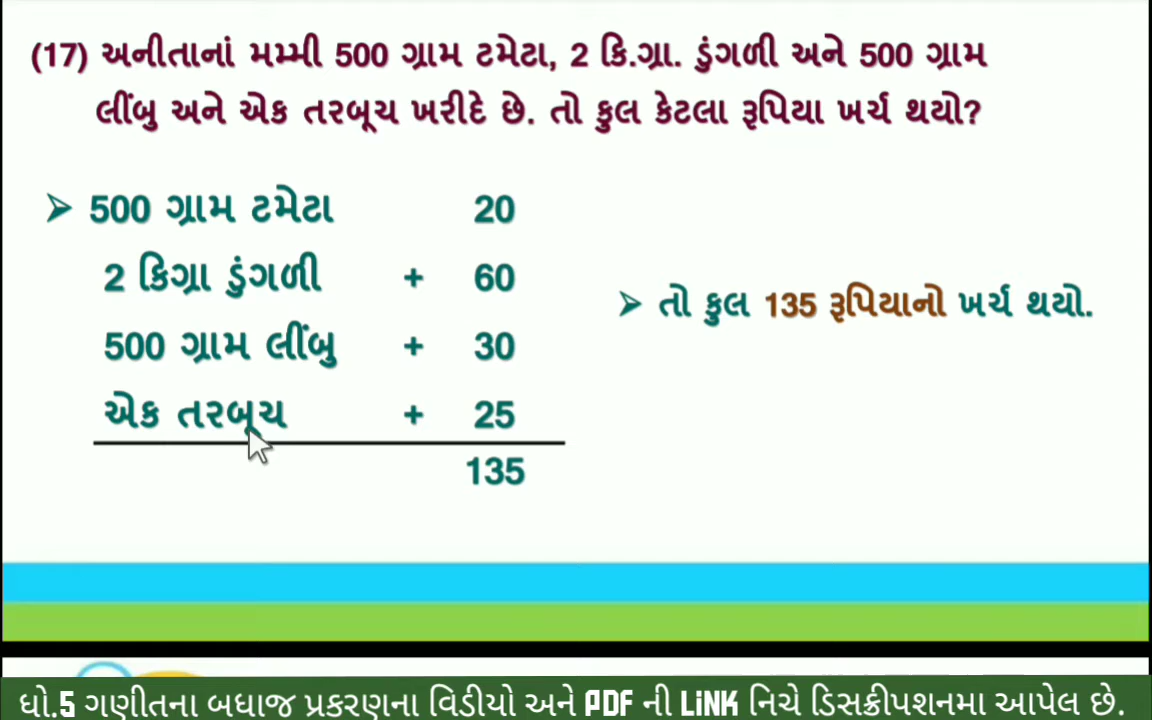 (17) અનીતાનાં મમ્મી 500 ગ્રામ ટમેટા, 2 કિ.ગ્રા. ડુંગળી અને 500 ગ્રામ
લીંબુ અને એક તરબૂચ ખરીદે છે. તો કુલ કેટલા રૂપિયા ખર્ચ થયો?
➢ 500 ગ્રામ ટમેટા 20
2 કિગ્રા ડુંગળી + 60
500 ગ્રામ લીંબુ + 30
એક તરબૂચ + 25
135
➢ તો કુલ 135 રૂપિયાનો ખર્ચ થયો.
ધો.5 ગણીતના બધાજ પ્રકરણના વિડીયો અને PDF ની LiNK નિચે ડિસક્રીપશનમા આપેલ છે.